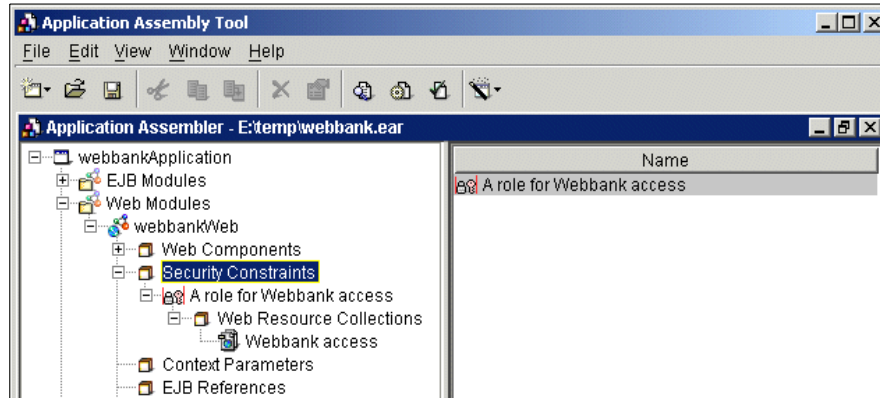 Application Assembly Tool
File Edit View Window Help
Application Assembler - E:\temp\webbank.ear
webbankApplication
EJB Modules
Web Modules
webbankWeb
Web Components
Security Constraints
A role for Webbank access
Web Resource Collections
Webbank access
Context Parameters
EJB References
Name
A role for Webbank access